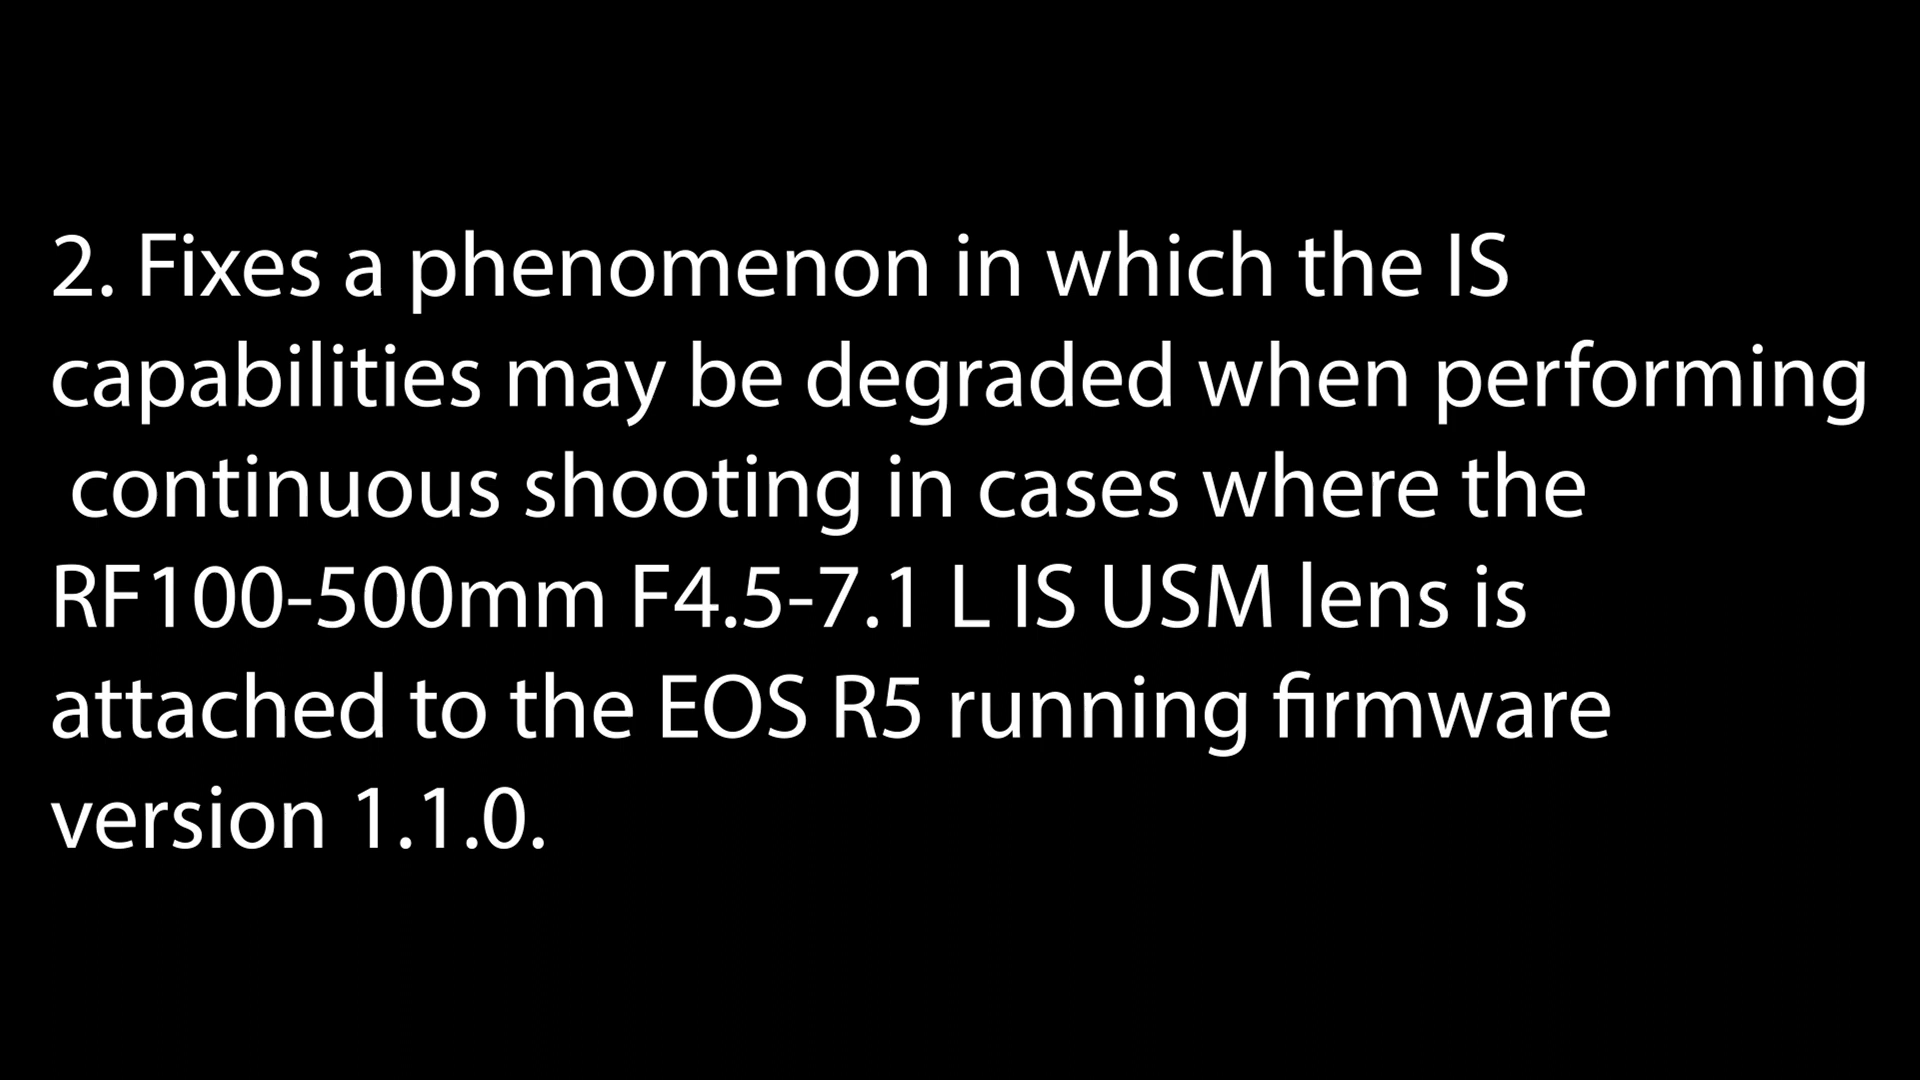 2. Fixes a phenomenon in which the IS
capabilities may be degraded when performing
continuous shooting in cases where the
RF100-500mm F4.5-7.1 L IS USM lens is
attached to the EOS R5 running firmware
version 1.1.0.